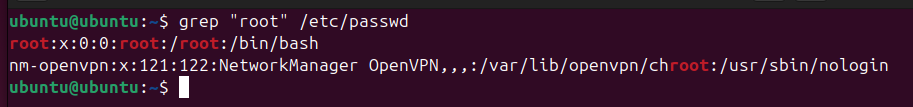 ubuntu@ubuntu:~$ grep "root" /etc/passwd
root:x:0:0:root:/root:/bin/bash
nm-openvpn:x:121:122:NetworkManager OpenVPN,,,:/var/lib/openvpn/chroot:/usr/sbin/nologin
ubuntu@ubuntu:~$